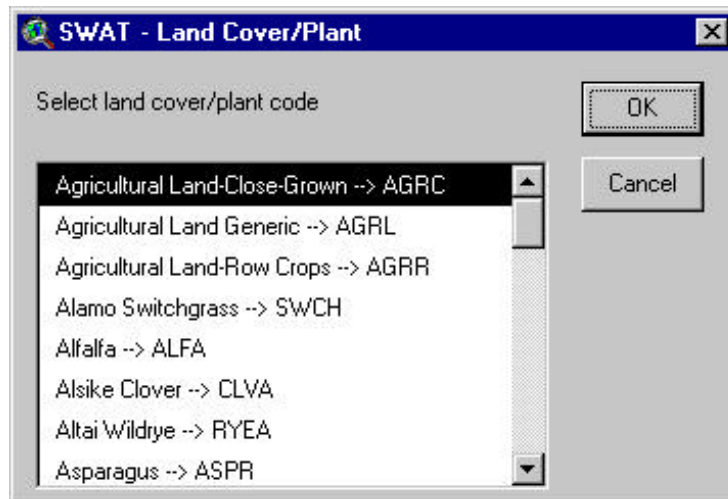 SWAT - Land Cover/Plant
Select land cover/plant code
OK
Cancel
Agricultural Land-Close-Grown --> AGRC
Agricultural Land Generic --> AGRL
Agricultural Land-Row Crops --> AGRR
Alamo Switchgrass --> SWCH
Alfalfa --> ALFA
Alsike Clover --> CLVA
Altai Wildrye --> RYEA
Asparagus --> ASPR